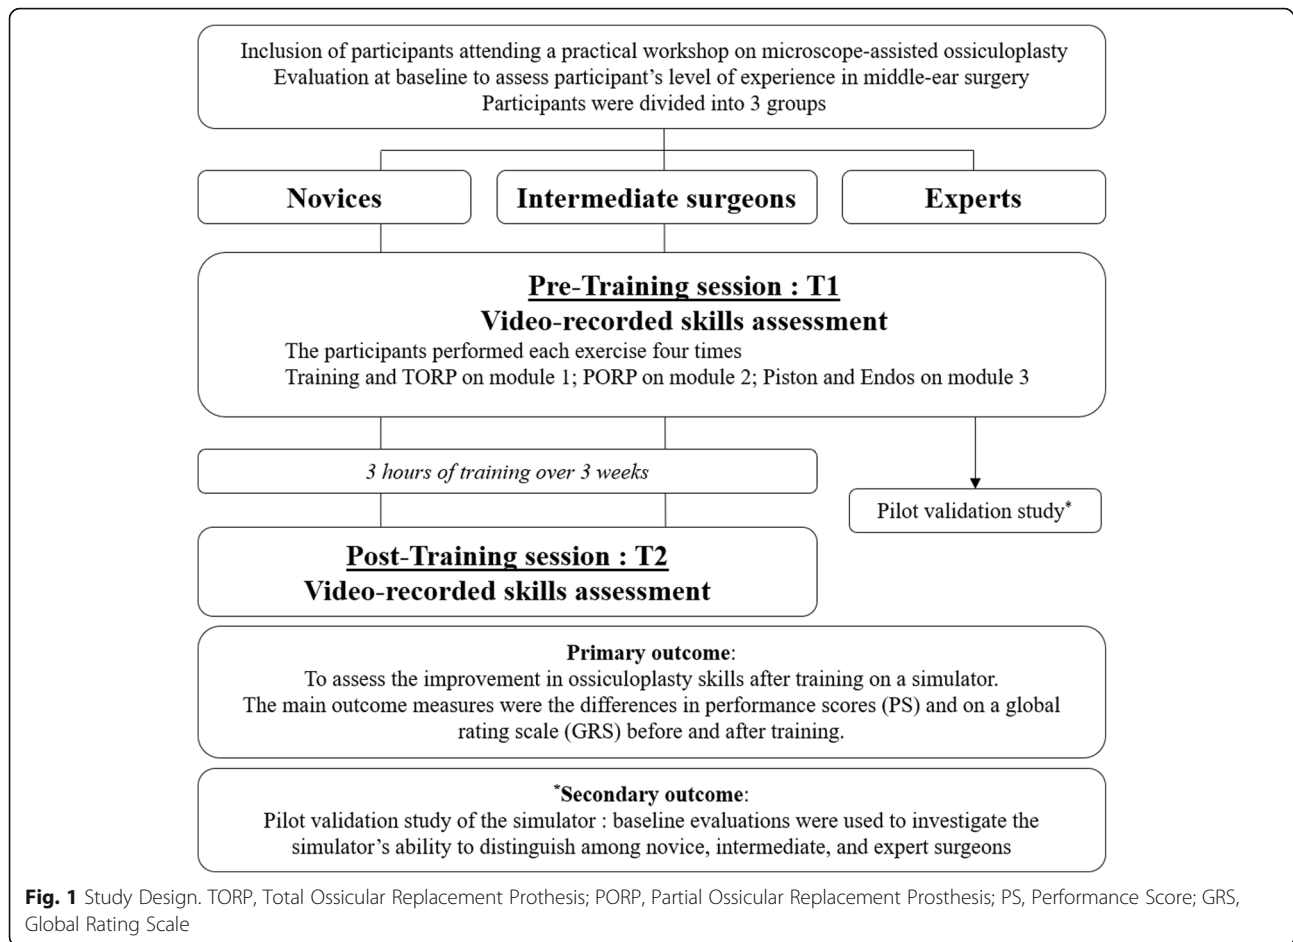 Inclusion of participants attending a practical workshop on microscope-assisted ossiculoplasty
Evaluation at baseline to assess participant's level of experience in middle-ear surgery
Participants were divided into 3 groups
Novices
Intermediate surgeons
Experts
Pre-Training session : T1
Video-recorded skills assessment
The participants performed each exercise four times
Training and TORP on module 1; PORP on module 2; Piston and Endos on module 3
3 hours of training over 3 weeks
Pilot validation study*
Post-Training session : T2
Video-recorded skills assessment
Primary outcome:
To assess the improvement in ossiculoplasty skills after training on a simulator.
The main outcome measures were the differences in performance scores (PS) and on a global
rating scale (GRS) before and after training.
*Secondary outcome:
Pilot validation study of the simulator : baseline evaluations were used to investigate the
simulator's ability to distinguish among novice, intermediate, and expert surgeons
Fig. 1 Study Design. TORP, Total Ossicular Replacement Prothesis; PORP, Partial Ossicular Replacement Prosthesis; PS, Performance Score; GRS,
Global Rating Scale